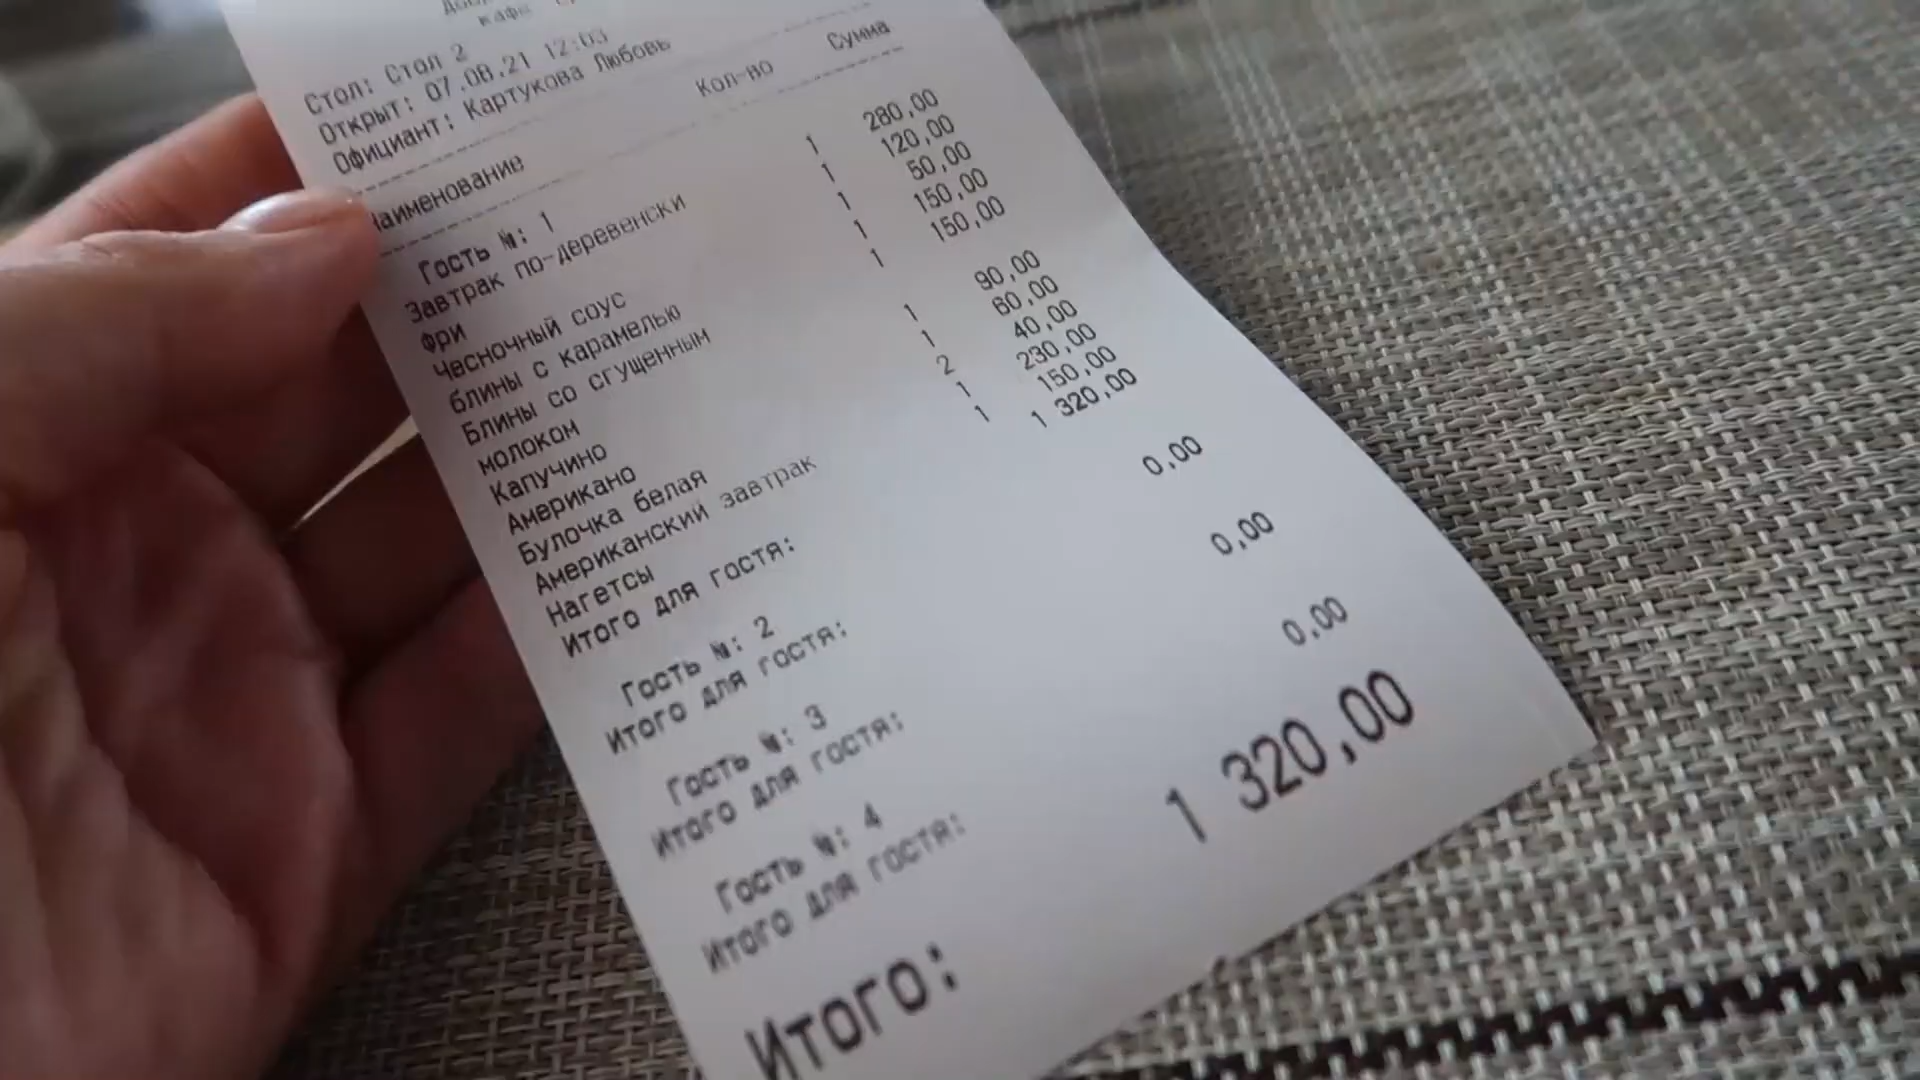 кафе
Стол: Стол 2
Открыт: 07.08.21 12:03
Официант: Картукова Любовь
Наименование Кол-во Сумма
Гость №: 1
Завтрак по-деревенски 1 280,00
фри 1 120,00
Чесночный соус 1 50,00
блины с карамелью 1 150,00
Блины со сгущенным 1 150,00
молоком
Капучино 1 90,00
Американо 1 60,00
Булочка белая 2 40,00
Американский завтрак 1 230,00
Нагетсы 1 150,00
Итого для гостя: 1 320,00
Гость №: 2
Итого для гостя: 0,00
Гость №: 3
Итого для гостя: 0,00
Гость №: 4
Итого для гостя: 0,00
Итого: 1 320,00